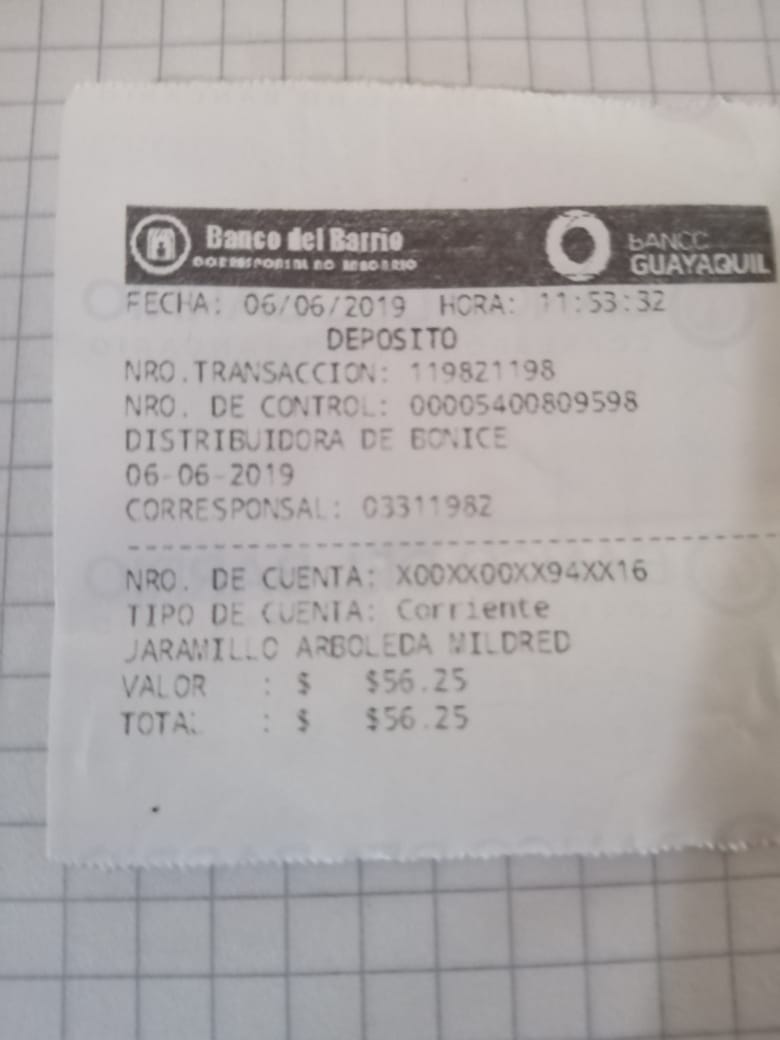 Banco del Barrio
CORRESPONSAL NO BANCARIO
BANCO
GUAYAQUIL
FECHA: 06/06/2019 HORA: 11:53:32
DEPOSITO
NRO.TRANSACCION: 119821198
NRO. DE CONTROL: 00005400809598
DISTRIBUIDORA DE BONICE
06-06-2019
CORRESPONSAL: 03311982
NRO. DE CUENTA: X00XX00XX94XX16
TIPO DE CUENTA: Corriente
JARAMILLO ARBOLEDA MILDRED
VALOR : $ $56.25
TOTAL : $ $56.25